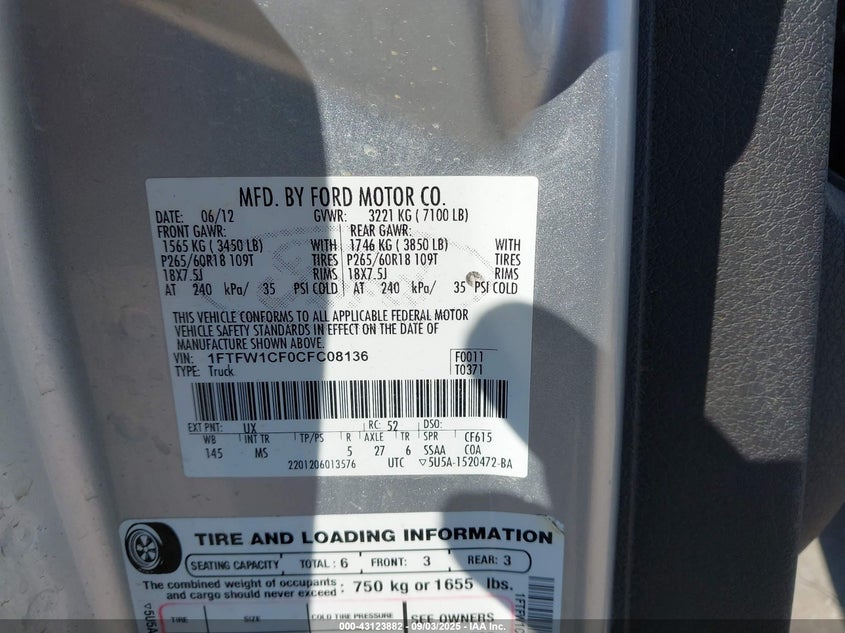 MFD. BY FORD MOTOR CO.
DATE: 06/12 GVWR: 3221 KG ( 7100 LB)
FRONT GAWR: REAR GAWR:
1565 KG ( 3450 LB) WITH 1746 KG ( 3850 LB) WITH
P265/60R18 109T TIRES P265/60R18 109T TIRES
18X7.5J RIMS 18X7.5J RIMS
AT 240 kPa/ 35 PSI COLD AT 240 kPa/ 35 PSI COLD
THIS VEHICLE CONFORMS TO ALL APPLICABLE FEDERAL MOTOR
VEHICLE SAFETY STANDARDS IN EFFECT ON THE DATE OF
MANUFACTURE SHOWN ABOVE.
VIN: 1FTFW1CF0CFC08136 F0011
TYPE: Truck T0371
EXT PNT: UX RC: 52 DSO:
WB INT TR TP/PS R AXLE TR SPR CF615
145 MS 5 27 6 SSAA COA
2201206013576 UTC ▽5U5A-1520472-BA
TIRE AND LOADING INFORMATION
SEATING CAPACITY TOTAL : 6 FRONT: 3 REAR: 3
The combined weight of occupants and cargo should never exceed : 750 kg or 1655 lbs.
TIRE SIZE COLD TIRE PRESSURE SEE OWNERS
000-43123882 - 09/03/2025 - IAA Inc.